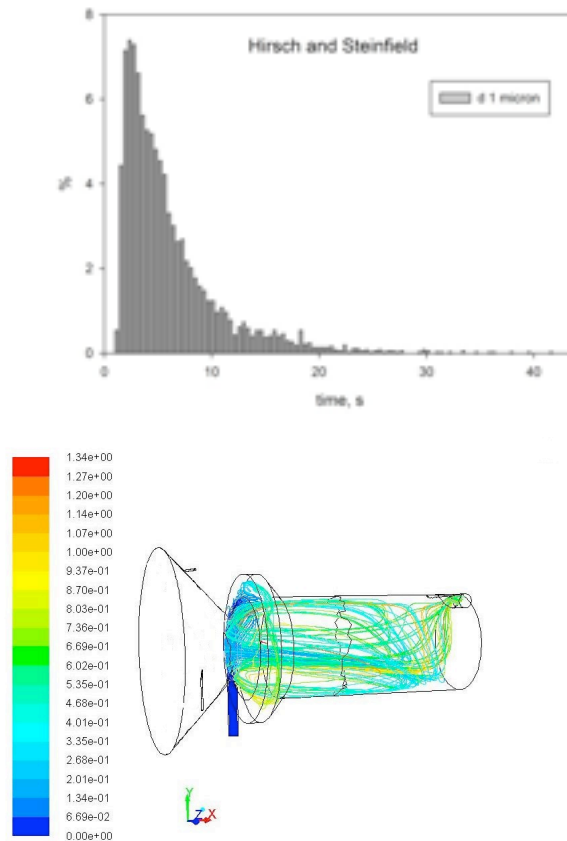 8
Hirsch and Steinfield
d 1 micron
6
%
4
2
0
0 10 20 30 40
time, s
1.34e+00
1.27e+00
1.20e+00
1.14e+00
1.07e+00
1.00e+00
9.37e-01
8.70e-01
8.03e-01
7.36e-01
6.69e-01
6.02e-01
5.35e-01
4.68e-01
4.01e-01
3.35e-01
2.68e-01
2.01e-01
1.34e-01
6.69e-02
0.00e+00
Y
Z X